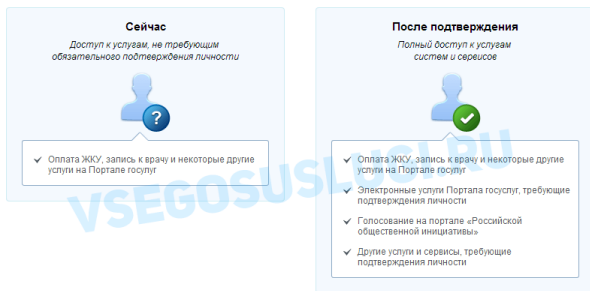 Сейчас
Доступ к услугам, не требующим
обязательного подтверждения личности
?
Оплата ЖКУ, запись к врачу и некоторые другие
услуги на Портале госуслуг
После подтверждения
Полный доступ к услугам
систем и сервисов
Оплата ЖКУ, запись к врачу и некоторые другие
услуги на Портале госуслуг
Электронные услуги Портала госуслуг, требующие
подтверждения личности
Голосование на портале «Российской
общественной инициативы»
Другие услуги и сервисы, требующие
подтверждения личности
VSEGOSUSLUGI.RU